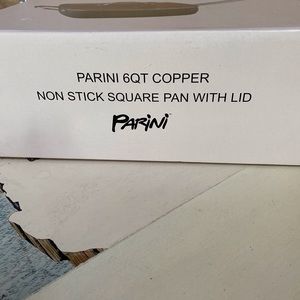 PARINI 6QT COPPER
NON STICK SQUARE PAN WITH LID
PARiNi